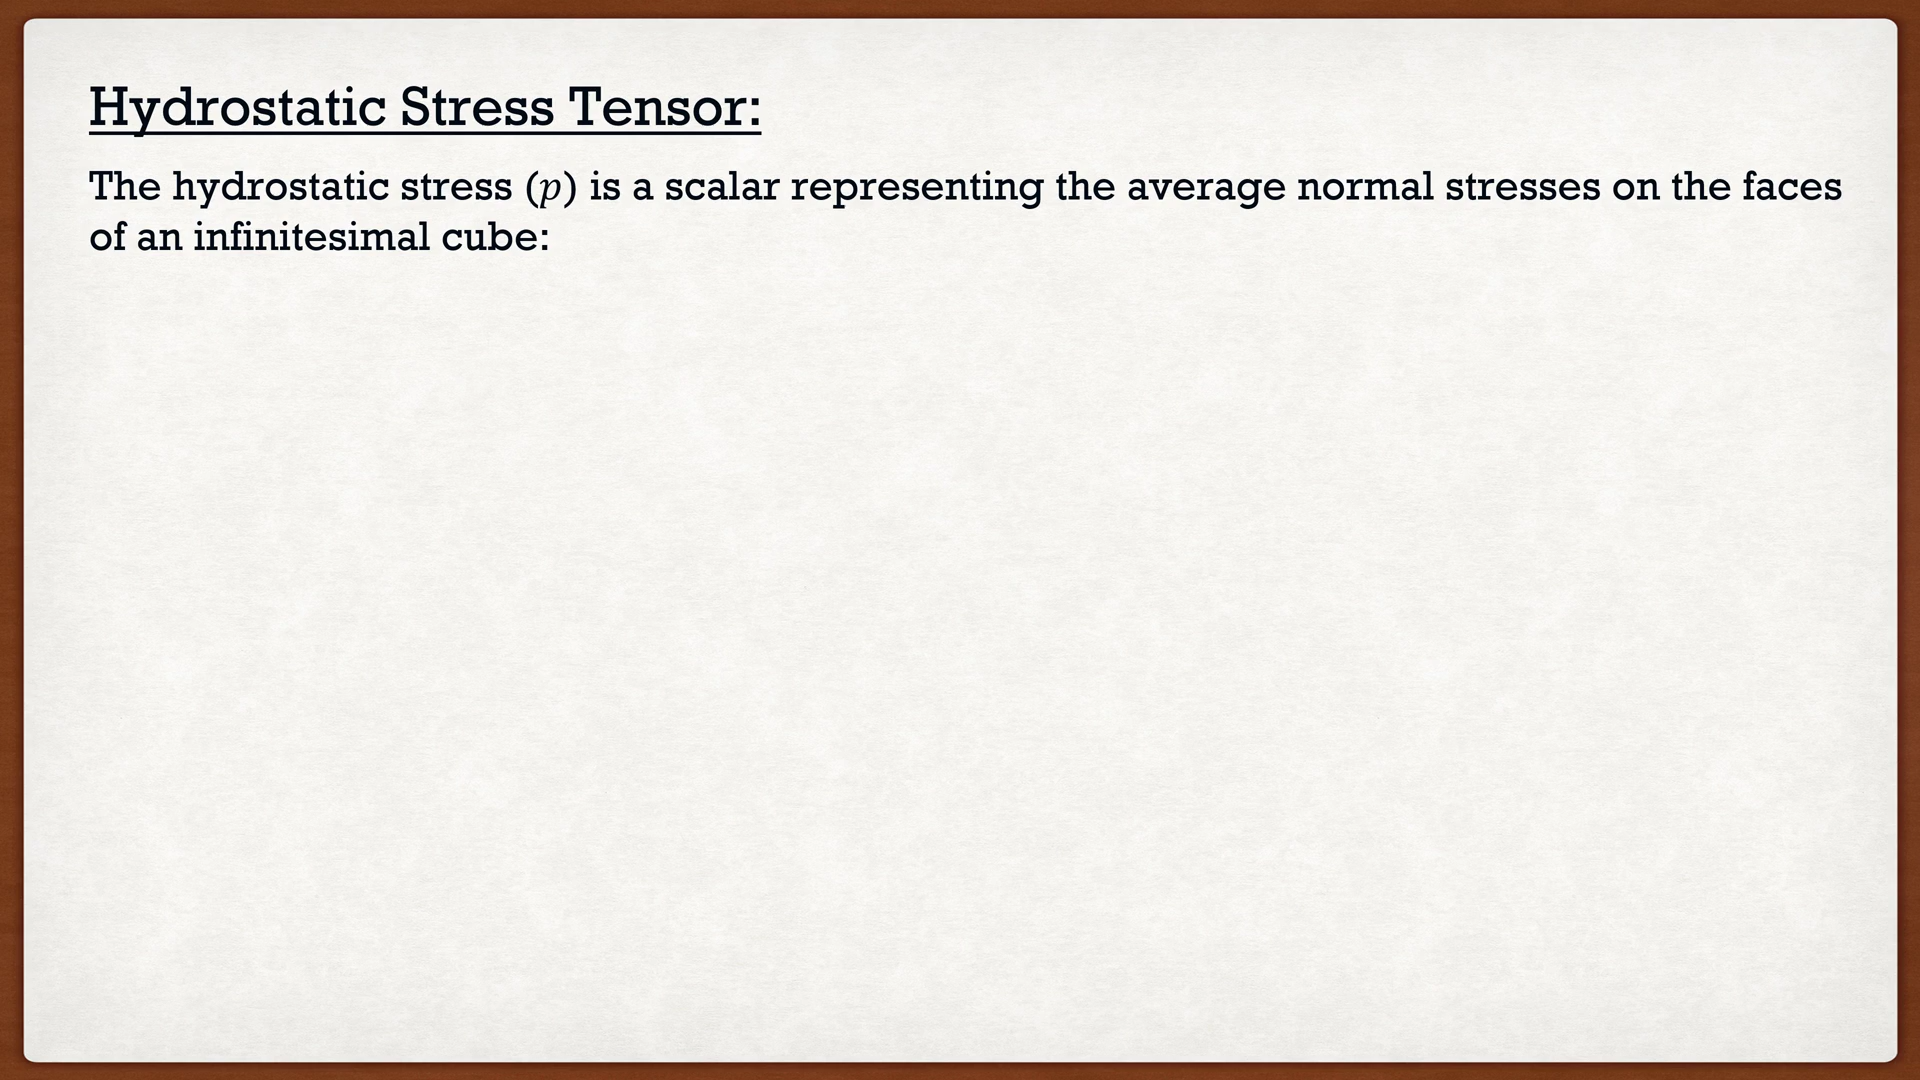 Hydrostatic Stress Tensor:
The hydrostatic stress (𝑝) is a scalar representing the average normal stresses on the faces
of an infinitesimal cube: